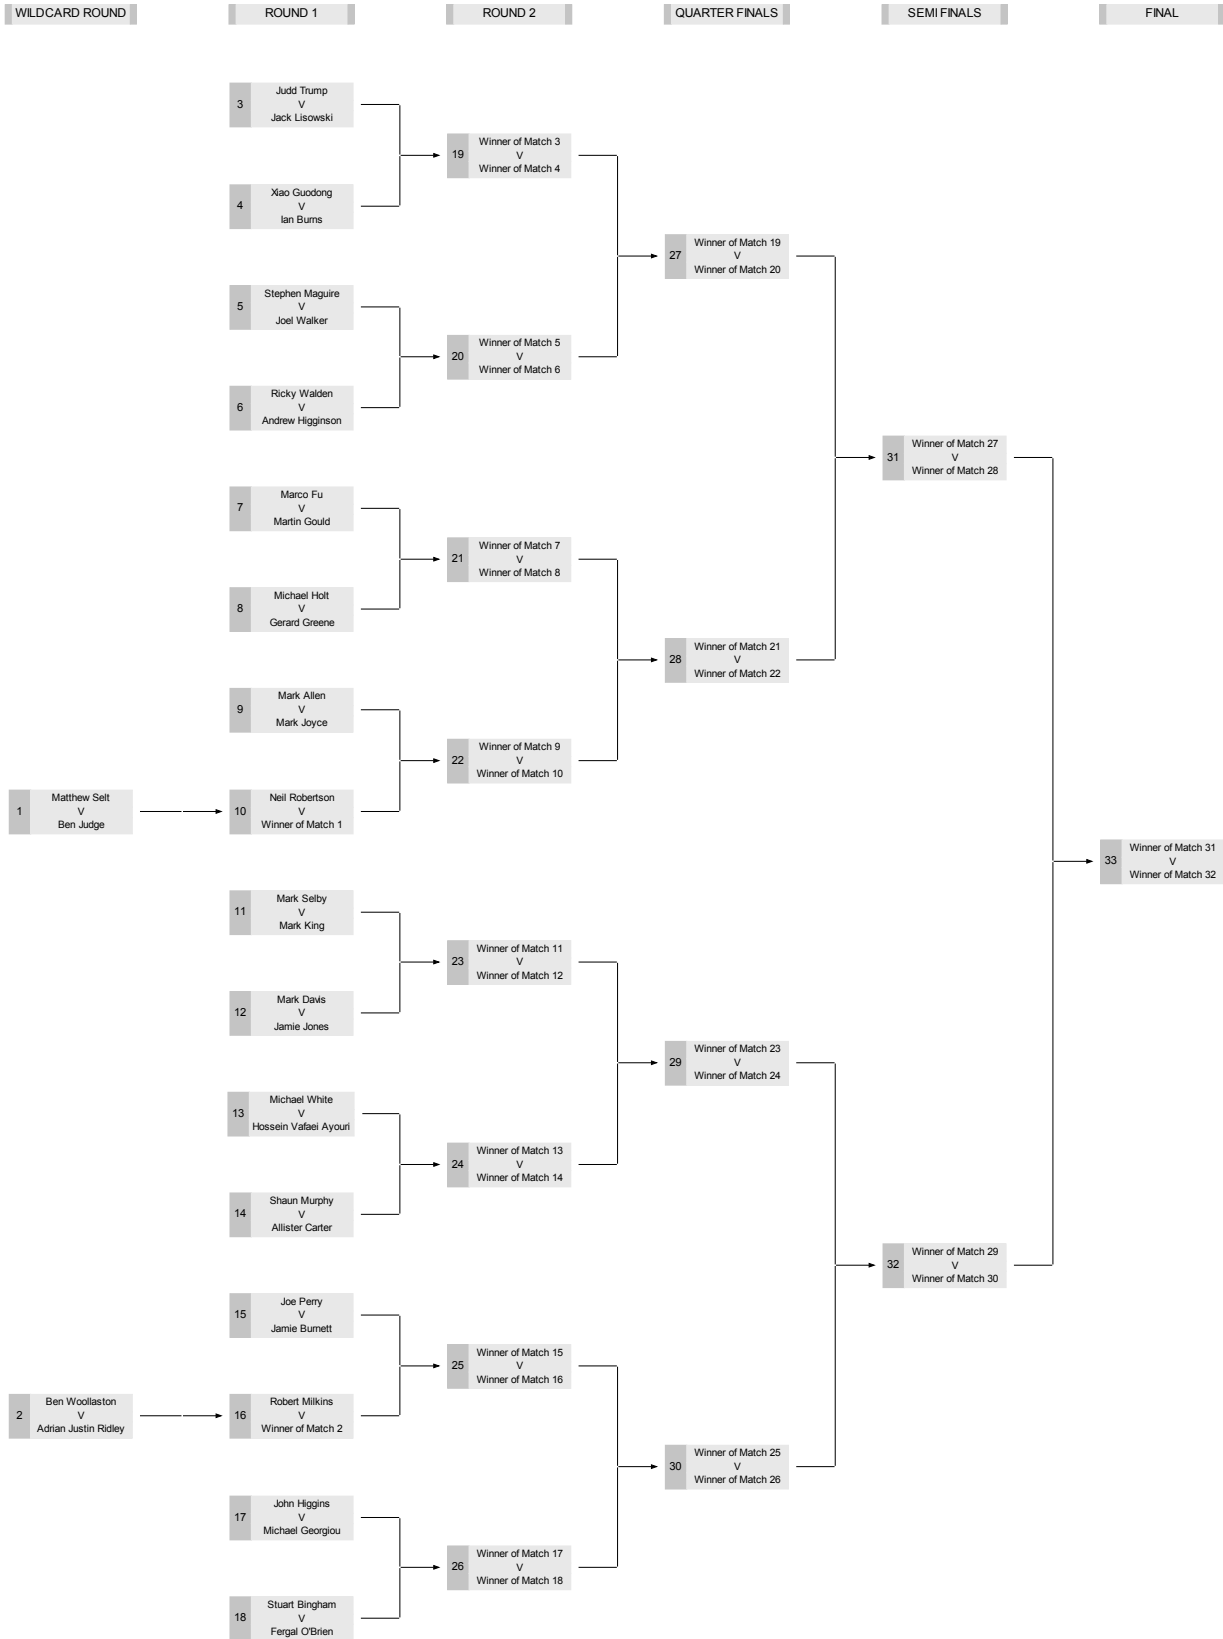 WILDCARD ROUND
ROUND 1
ROUND 2
QUARTER FINALS
SEMI FINALS
FINAL
1
Matthew Selt
V
Ben Judge
2
Ben Woollaston
V
Adrian Justin Ridley
3
Judd Trump
V
Jack Lisowski
4
Xiao Guodong
V
Ian Burns
5
Stephen Maguire
V
Joel Walker
6
Ricky Walden
V
Andrew Higginson
7
Marco Fu
V
Martin Gould
8
Michael Holt
V
Gerard Greene
9
Mark Allen
V
Mark Joyce
10
Neil Robertson
V
Winner of Match 1
11
Mark Selby
V
Mark King
12
Mark Davis
V
Jamie Jones
13
Michael White
V
Hossein Vafaei Ayouri
14
Shaun Murphy
V
Allister Carter
15
Joe Perry
V
Jamie Burnett
16
Robert Milkins
V
Winner of Match 2
17
John Higgins
V
Michael Georgiou
18
Stuart Bingham
V
Fergal O'Brien
19
Winner of Match 3
V
Winner of Match 4
20
Winner of Match 5
V
Winner of Match 6
21
Winner of Match 7
V
Winner of Match 8
22
Winner of Match 9
V
Winner of Match 10
23
Winner of Match 11
V
Winner of Match 12
24
Winner of Match 13
V
Winner of Match 14
25
Winner of Match 15
V
Winner of Match 16
26
Winner of Match 17
V
Winner of Match 18
27
Winner of Match 19
V
Winner of Match 20
28
Winner of Match 21
V
Winner of Match 22
29
Winner of Match 23
V
Winner of Match 24
30
Winner of Match 25
V
Winner of Match 26
31
Winner of Match 27
V
Winner of Match 28
32
Winner of Match 29
V
Winner of Match 30
33
Winner of Match 31
V
Winner of Match 32